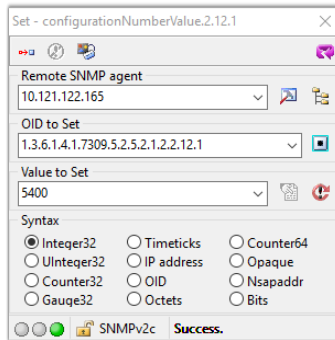 Set - configurationNumberValue.2.12.1
Remote SNMP agent
10.121.122.165
OID to Set
1.3.6.1.4.1.7309.5.2.5.2.1.2.2.12.1
Value to Set
5400
Syntax
Integer32 Timeticks Counter64
UInteger32 IP address Opaque
Counter32 OID Nsapaddr
Gauge32 Octets Bits
SNMPv2c Success.